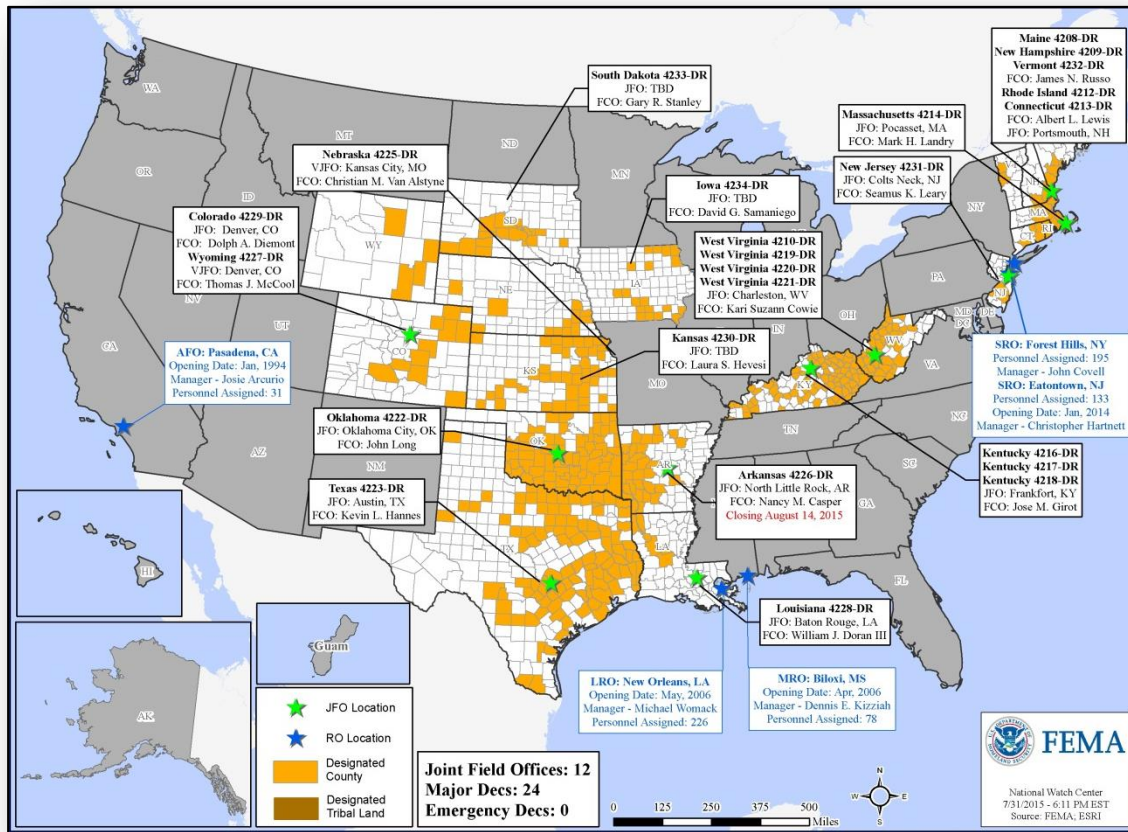 Maine 4208-DR
New Hampshire 4209-DR
Vermont 4232-DR
FCO: James N. Russo
Rhode Island 4212-DR
Connecticut 4213-DR
FCO: Albert L. Lewis
JFO: Portsmouth, NH
South Dakota 4233-DR
JFO: TBD
FCO: Gary R. Stanley
Massachusetts 4214-DR
JFO: Pocasset, MA
FCO: Mark H. Landry
Nebraska 4225-DR
VJFO: Kansas City, MO
FCO: Christian M. Van Alstyne
New Jersey 4231-DR
JFO: Colts Neck, NJ
FCO: Seamus K. Leary
Iowa 4234-DR
JFO: TBD
FCO: David G. Samaniego
Colorado 4229-DR
JFO: Denver, CO
FCO: Dolph A. Diemont
Wyoming 4227-DR
VJFO: Denver, CO
FCO: Thomas J. McCool
West Virginia 4210-DR
West Virginia 4219-DR
West Virginia 4220-DR
West Virginia 4221-DR
JFO: Charleston, WV
FCO: Kari Suzann Cowie
AFO: Pasadena, CA
Opening Date: Jan, 1994
Manager - Josie Arcurio
Personnel Assigned: 31
Kansas 4230-DR
JFO: TBD
FCO: Laura S. Hevesi
SRO: Forest Hills, NY
Personnel Assigned: 195
Manager - John Covell
SRO: Eatontown, NJ
Personnel Assigned: 133
Opening Date: Jan, 2014
Manager - Christopher Hartnett
Oklahoma 4222-DR
JFO: Oklahoma City, OK
FCO: John Long
Kentucky 4216-DR
Kentucky 4217-DR
Kentucky 4218-DR
JFO: Frankfort, KY
FCO: Jose M. Girot
Texas 4223-DR
JFO: Austin, TX
FCO: Kevin L. Hannes
Arkansas 4226-DR
JFO: North Little Rock, AR
FCO: Nancy M. Casper
Closing August 14, 2015
Louisiana 4228-DR
JFO: Baton Rouge, LA
FCO: William J. Doran III
LRO: New Orleans, LA
Opening Date: May, 2006
Manager - Michael Womack
Personnel Assigned: 226
MRO: Biloxi, MS
Opening Date: Apr, 2006
Manager - Dennis E. Kizziah
Personnel Assigned: 78
WA
MT
ND
MN
OR
ID
SD
WY
NE
IA
NV
UT
CO
CA
KS
MO
AZ
NM
OK
AR
TX
LA
IN
OH
KY
TN
WV
VA
NC
SC
GA
FL
PA
NY
NJ
MD
DE
DC
VT
NH
MA
CT
RI
HI
AK
Guam
JFO Location
RO Location
Designated
County
Designated
Tribal Land
Joint Field Offices: 12
Major Decs: 24
Emergency Decs: 0
N
W
E
S
0 125 250 375 500
Miles
FEMA
National Watch Center
7/31/2015 - 6:11 PM EST
Source: FEMA; ESRI